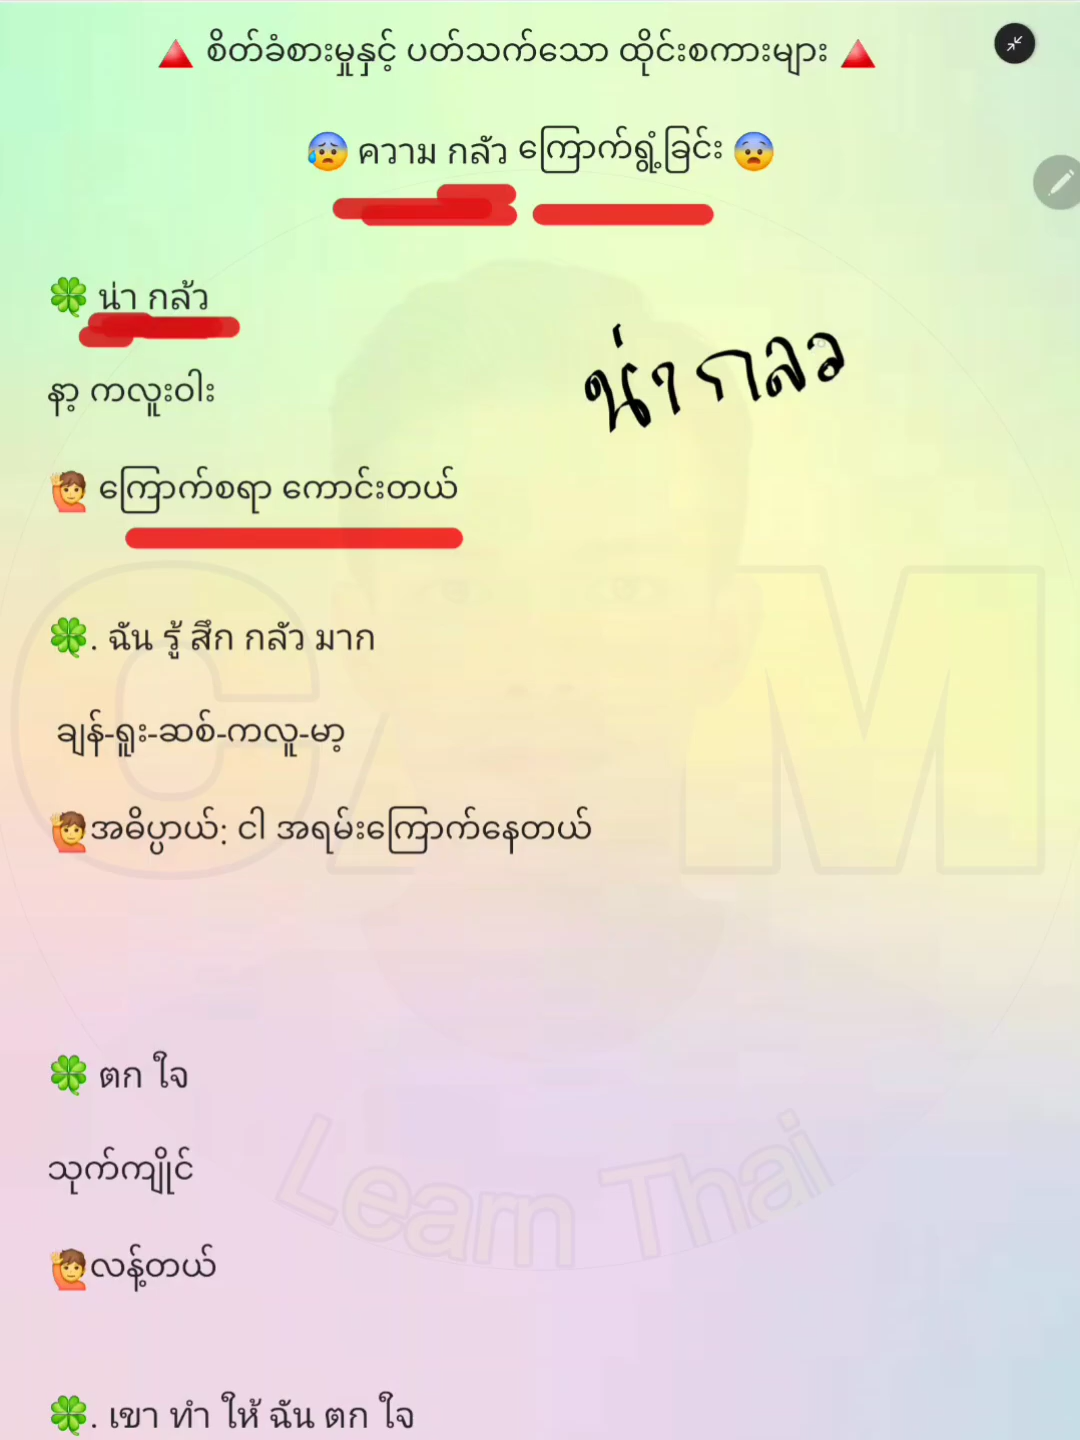 🔺 စိတ်ခံစားမှုနှင့် ပတ်သက်သော ထိုင်းစကားများ 🔺
😰 ความ กลัว ကြောက်ရွံ့ခြင်း 😨
🍀 น่า กล้ว
နာ့ ကလူးဝါး
น่า กลว
🙋 ကြောက်စရာ ကောင်းတယ်
🍀. ฉัน รู้ สึก กลัว มาก
ချန်-ရူး-ဆစ်-ကလူ-မာ့
🙋အဓိပ္ပာယ်: ငါ အရမ်းကြောက်နေတယ်
🍀 ตก ใจ
သုက်ကျိုင်
🙋လန့်တယ်
Learn Thai
🍀. เขา ทำ ให้ ฉัน ตก ใจ